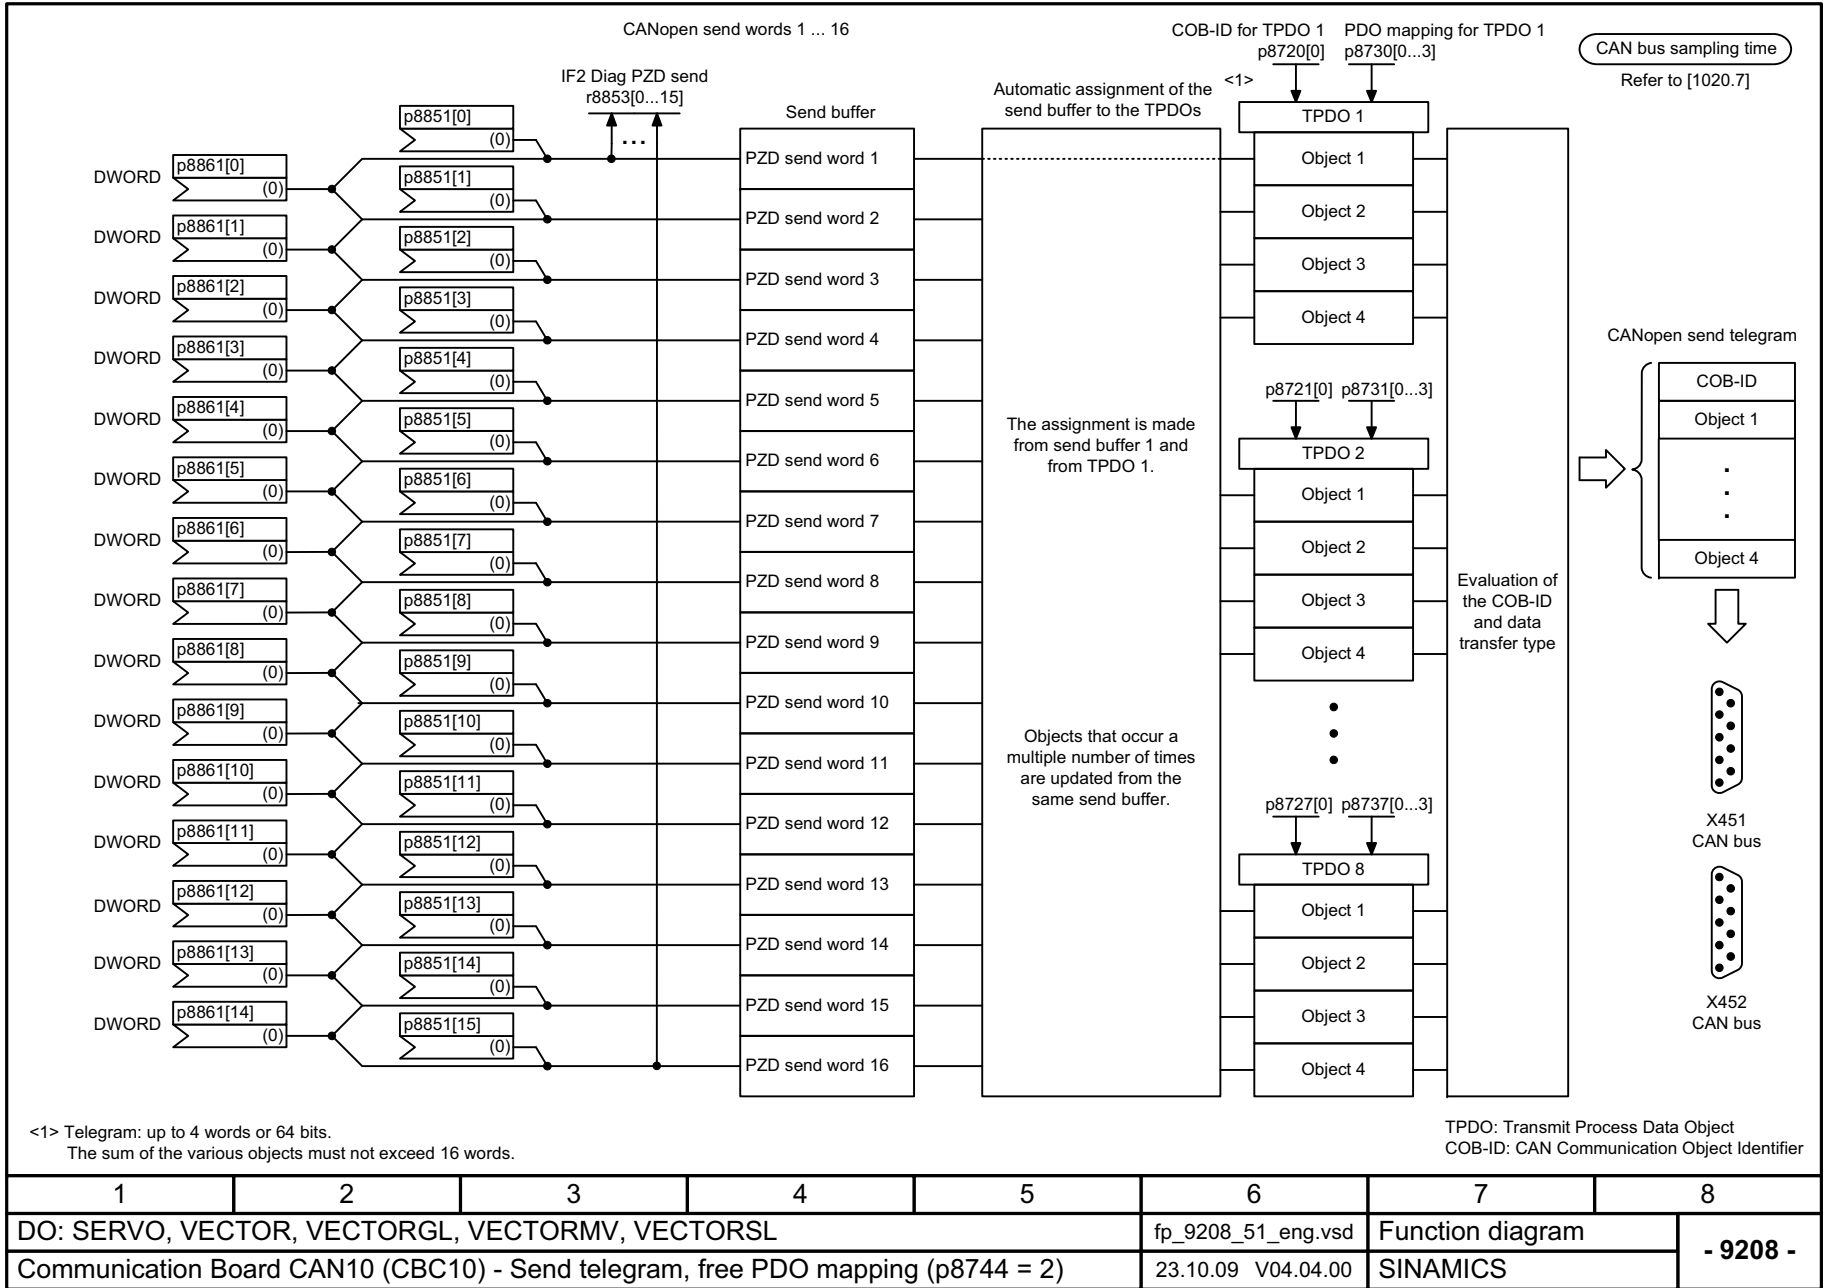 CANopen send words 1 ... 16
COB-ID for TPDO 1
p8720[0]
PDO mapping for TPDO 1
p8730[0...3]
CAN bus sampling time
Refer to [1020.7]
IF2 Diag PZD send
r8853[0...15]
...
Send buffer
Automatic assignment of the
send buffer to the TPDOs
<1>
DWORD
p8861[0]
(0)
DWORD
p8861[1]
(0)
DWORD
p8861[2]
(0)
DWORD
p8861[3]
(0)
DWORD
p8861[4]
(0)
DWORD
p8861[5]
(0)
DWORD
p8861[6]
(0)
DWORD
p8861[7]
(0)
DWORD
p8861[8]
(0)
DWORD
p8861[9]
(0)
DWORD
p8861[10]
(0)
DWORD
p8861[11]
(0)
DWORD
p8861[12]
(0)
DWORD
p8861[13]
(0)
DWORD
p8861[14]
(0)
p8851[0]
(0)
p8851[1]
(0)
p8851[2]
(0)
p8851[3]
(0)
p8851[4]
(0)
p8851[5]
(0)
p8851[6]
(0)
p8851[7]
(0)
p8851[8]
(0)
p8851[9]
(0)
p8851[10]
(0)
p8851[11]
(0)
p8851[12]
(0)
p8851[13]
(0)
p8851[14]
(0)
p8851[15]
(0)
PZD send word 1
PZD send word 2
PZD send word 3
PZD send word 4
PZD send word 5
PZD send word 6
PZD send word 7
PZD send word 8
PZD send word 9
PZD send word 10
PZD send word 11
PZD send word 12
PZD send word 13
PZD send word 14
PZD send word 15
PZD send word 16
The assignment is made
from send buffer 1 and
from TPDO 1.
Objects that occur a
multiple number of times
are updated from the
same send buffer.
TPDO 1
Object 1
Object 2
Object 3
Object 4
p8721[0]
p8731[0...3]
TPDO 2
Object 1
Object 2
Object 3
Object 4
p8727[0]
p8737[0...3]
TPDO 8
Object 1
Object 2
Object 3
Object 4
Evaluation of
the COB-ID
and data
transfer type
CANopen send telegram
COB-ID
Object 1
.
.
.
Object 4
X451
CAN bus
X452
CAN bus
<1> Telegram: up to 4 words or 64 bits.
The sum of the various objects must not exceed 16 words.
TPDO: Transmit Process Data Object
COB-ID: CAN Communication Object Identifier
1 2 3 4 5 6 7 8
DO: SERVO, VECTOR, VECTORGL, VECTORMV, VECTORSL
fp_9208_51_eng.vsd
Function diagram
- 9208 -
Communication Board CAN10 (CBC10) - Send telegram, free PDO mapping (p8744 = 2)
23.10.09 V04.04.00
SINAMICS